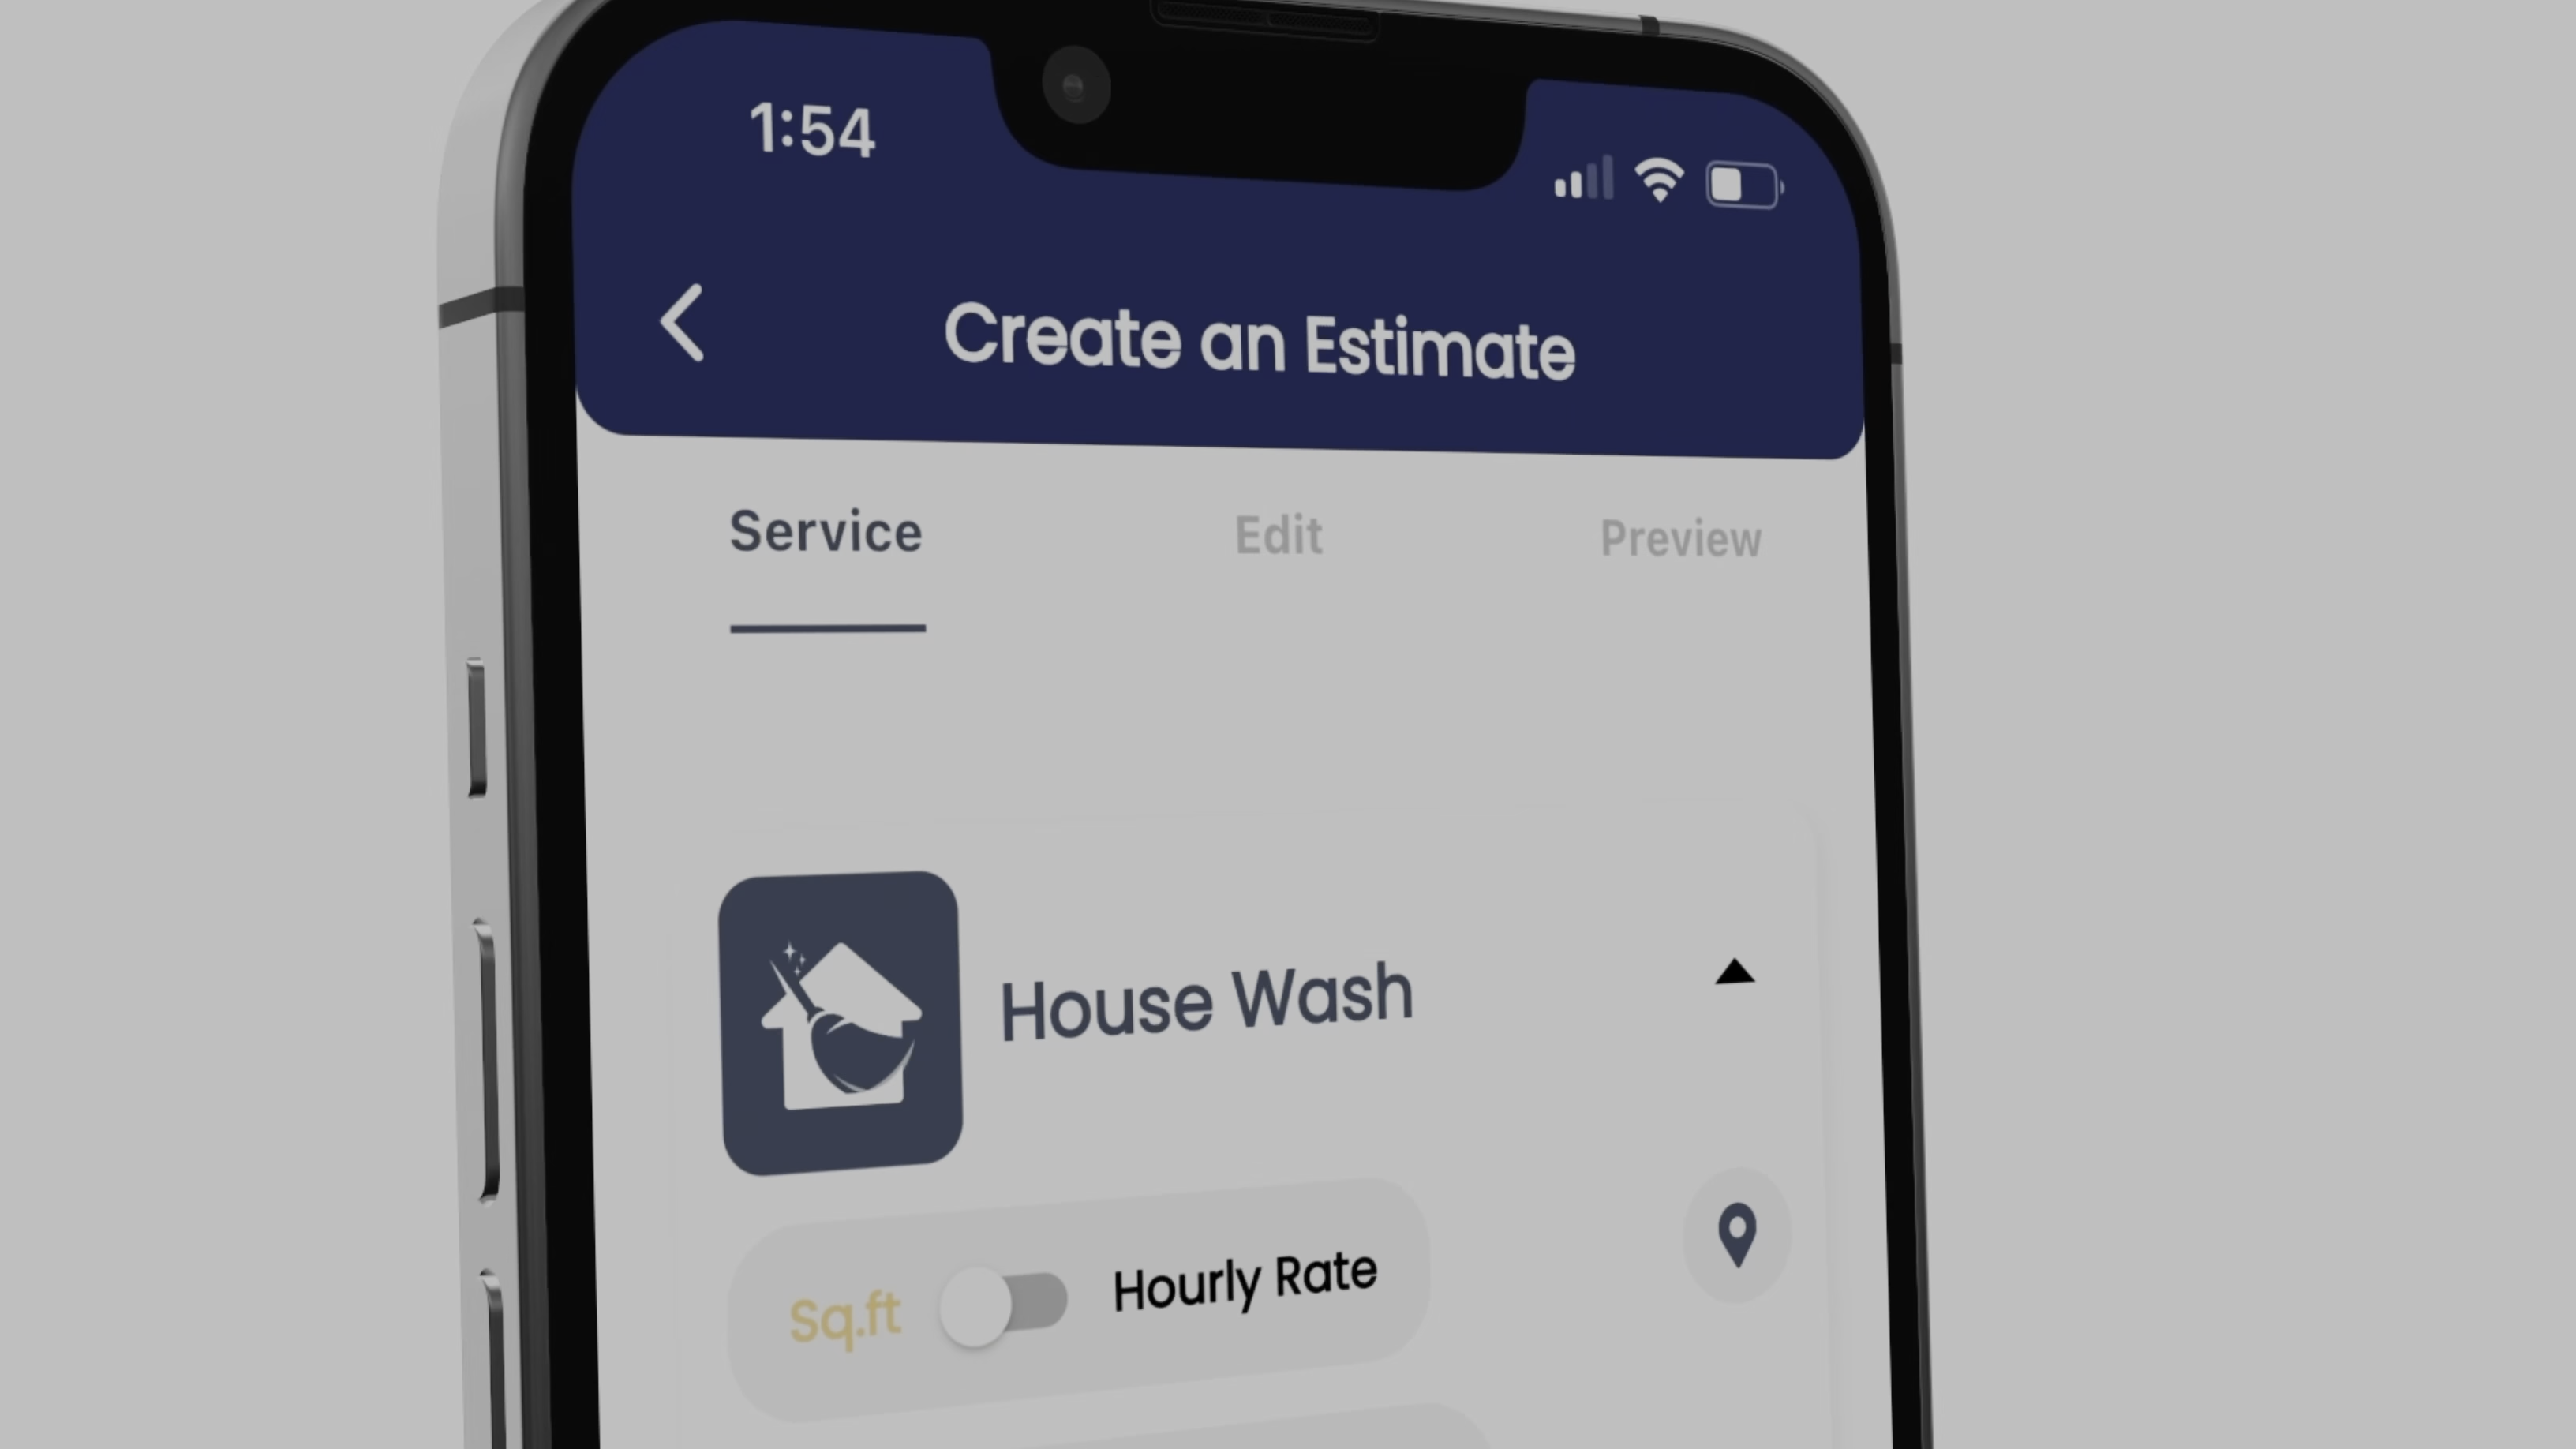 1:54
Create an Estimate
Service
Edit
Preview
House Wash
Sq.ft
Hourly Rate